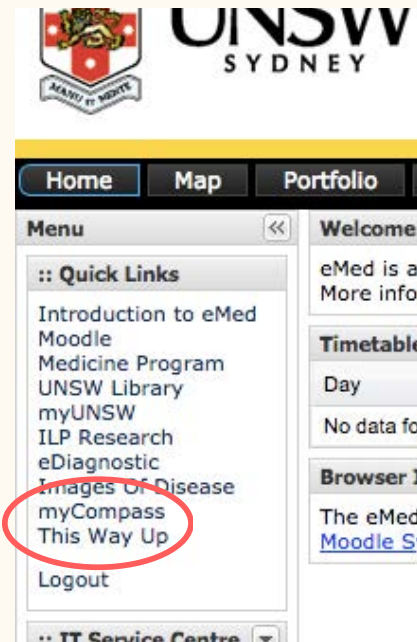 UNSW
SYDNEY
MANU ET MENTE
Home Map Portfolio
Menu
Welcome
:: Quick Links
eMed is a
More info
Introduction to eMed
Moodle
Medicine Program
UNSW Library
myUNSW
ILP Research
eDiagnostic
Images Of Disease
myCompass
This Way Up
Logout
Timetable
Day
No data fo
Browser
The eMed
Moodle S
:: IT Service Centre